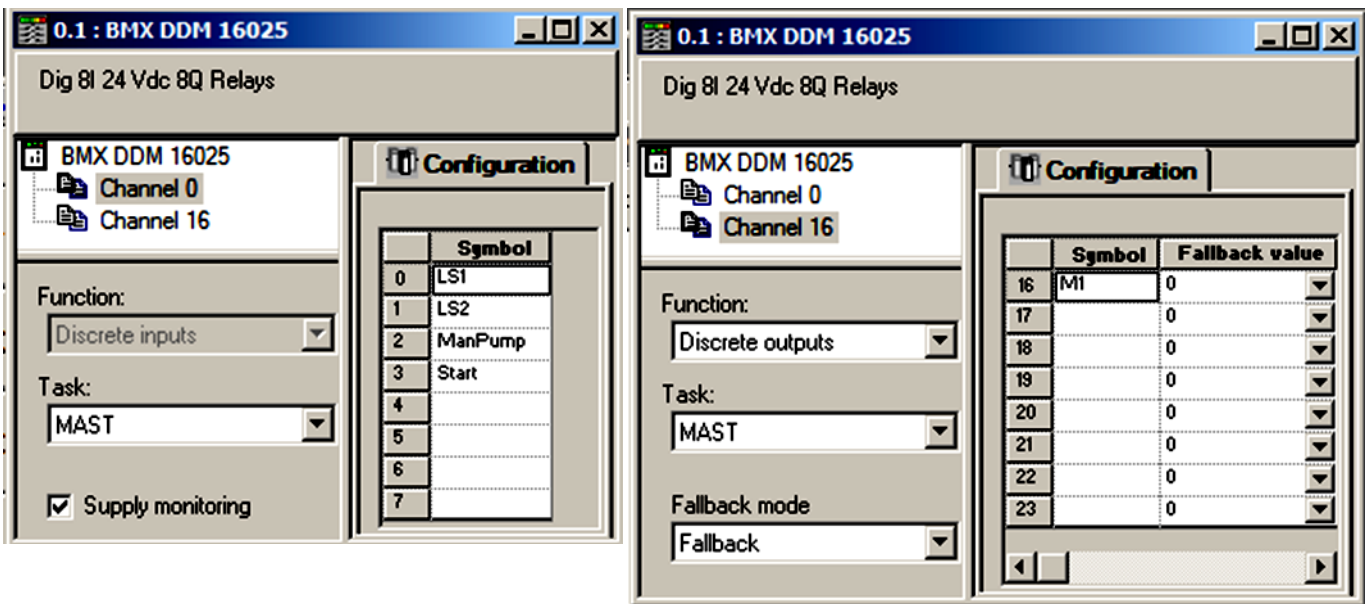 0.1 : BMX DDM 16025
Dig 8I 24 Vdc 8Q Relays
BMX DDM 16025
Channel 0
Channel 16
Function:
Discrete inputs
Task:
MAST
Supply monitoring
Configuration
Symbol
0 LS1
1 LS2
2 ManPump
3 Start
4
5
6
7
0.1 : BMX DDM 16025
Dig 8I 24 Vdc 8Q Relays
BMX DDM 16025
Channel 0
Channel 16
Function:
Discrete outputs
Task:
MAST
Fallback mode
Fallback
Configuration
Symbol Fallback value
16 M1 0
17 0
18 0
19 0
20 0
21 0
22 0
23 0